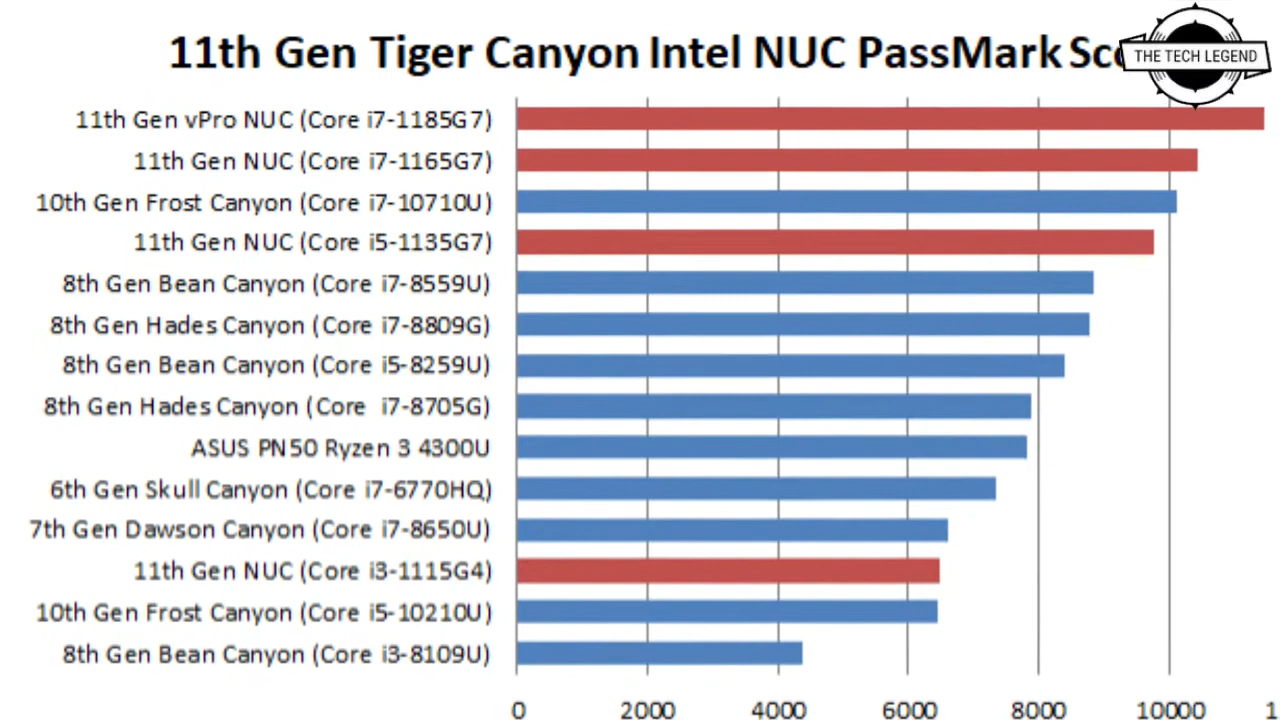 11th Gen Tiger Canyon Intel NUC PassMark
THE TECH LEGEND
11th Gen vPro NUC (Core i7-1185G7)
11th Gen NUC (Core i7-1165G7)
10th Gen Frost Canyon (Core i7-10710U)
11th Gen NUC (Core i5-1135G7)
8th Gen Bean Canyon (Core i7-8559U)
8th Gen Hades Canyon (Core i7-8809G)
8th Gen Bean Canyon (Core i5-8259U)
8th Gen Hades Canyon (Core  i7-8705G)
ASUS PN50 Ryzen 3 4300U
6th Gen Skull Canyon (Core i7-6770HQ)
7th Gen Dawson Canyon (Core i7-8650U)
11th Gen NUC (Core i3-1115G4)
10th Gen Frost Canyon (Core i5-10210U)
8th Gen Bean Canyon (Core i3-8109U)
0 2000 4000 6000 8000 10000 1